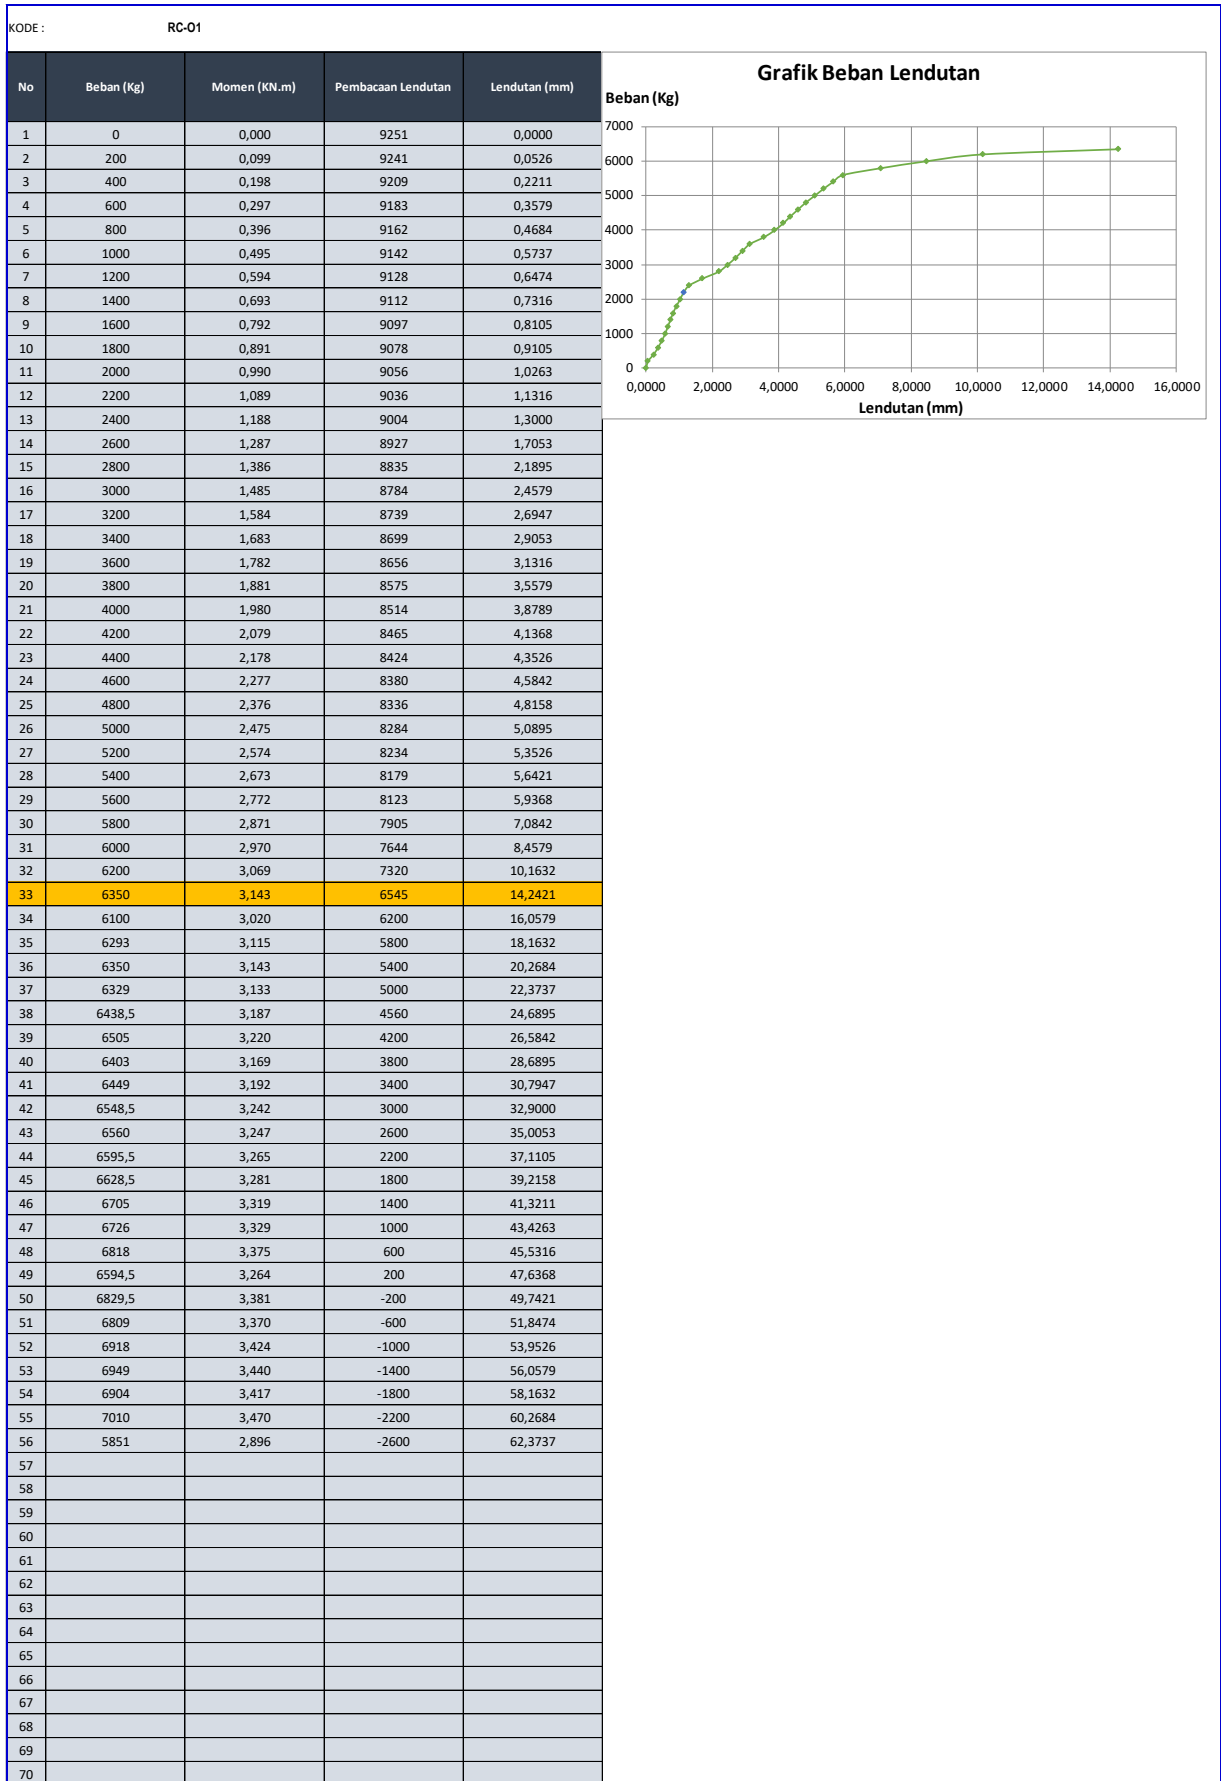 KODE : RC-O1
No Beban (Kg) Momen (KN.m) Pembacaan Lendutan Lendutan (mm)
1 0 0,000 9251 0,0000
2 200 0,099 9241 0,0526
3 400 0,198 9209 0,2211
4 600 0,297 9183 0,3579
5 800 0,396 9162 0,4684
6 1000 0,495 9142 0,5737
7 1200 0,594 9128 0,6474
8 1400 0,693 9112 0,7316
9 1600 0,792 9097 0,8105
10 1800 0,891 9078 0,9105
11 2000 0,990 9056 1,0263
12 2200 1,089 9036 1,1316
13 2400 1,188 9004 1,3000
14 2600 1,287 8927 1,7053
15 2800 1,386 8835 2,1895
16 3000 1,485 8784 2,4579
17 3200 1,584 8739 2,6947
18 3400 1,683 8699 2,9053
19 3600 1,782 8656 3,1316
20 3800 1,881 8575 3,5579
21 4000 1,980 8514 3,8789
22 4200 2,079 8465 4,1368
23 4400 2,178 8424 4,3526
24 4600 2,277 8380 4,5842
25 4800 2,376 8336 4,8158
26 5000 2,475 8284 5,0895
27 5200 2,574 8234 5,3526
28 5400 2,673 8179 5,6421
29 5600 2,772 8123 5,9368
30 5800 2,871 7905 7,0842
31 6000 2,970 7644 8,4579
32 6200 3,069 7320 10,1632
33 6350 3,143 6545 14,2421
34 6100 3,020 6200 16,0579
35 6293 3,115 5800 18,1632
36 6350 3,143 5400 20,2684
37 6329 3,133 5000 22,3737
38 6438,5 3,187 4560 24,6895
39 6505 3,220 4200 26,5842
40 6403 3,169 3800 28,6895
41 6449 3,192 3400 30,7947
42 6548,5 3,242 3000 32,9000
43 6560 3,247 2600 35,0053
44 6595,5 3,265 2200 37,1105
45 6628,5 3,281 1800 39,2158
46 6705 3,319 1400 41,3211
47 6726 3,329 1000 43,4263
48 6818 3,375 600 45,5316
49 6594,5 3,264 200 47,6368
50 6829,5 3,381 -200 49,7421
51 6809 3,370 -600 51,8474
52 6918 3,424 -1000 53,9526
53 6949 3,440 -1400 56,0579
54 6904 3,417 -1800 58,1632
55 7010 3,470 -2200 60,2684
56 5851 2,896 -2600 62,3737
57
58
59
60
61
62
63
64
65
66
67
68
69
70
Grafik Beban Lendutan
Beban (Kg)
7000
6000
5000
4000
3000
2000
1000
0
0,0000 2,0000 4,0000 6,0000 8,0000 10,0000 12,0000 14,0000 16,0000
Lendutan (mm)